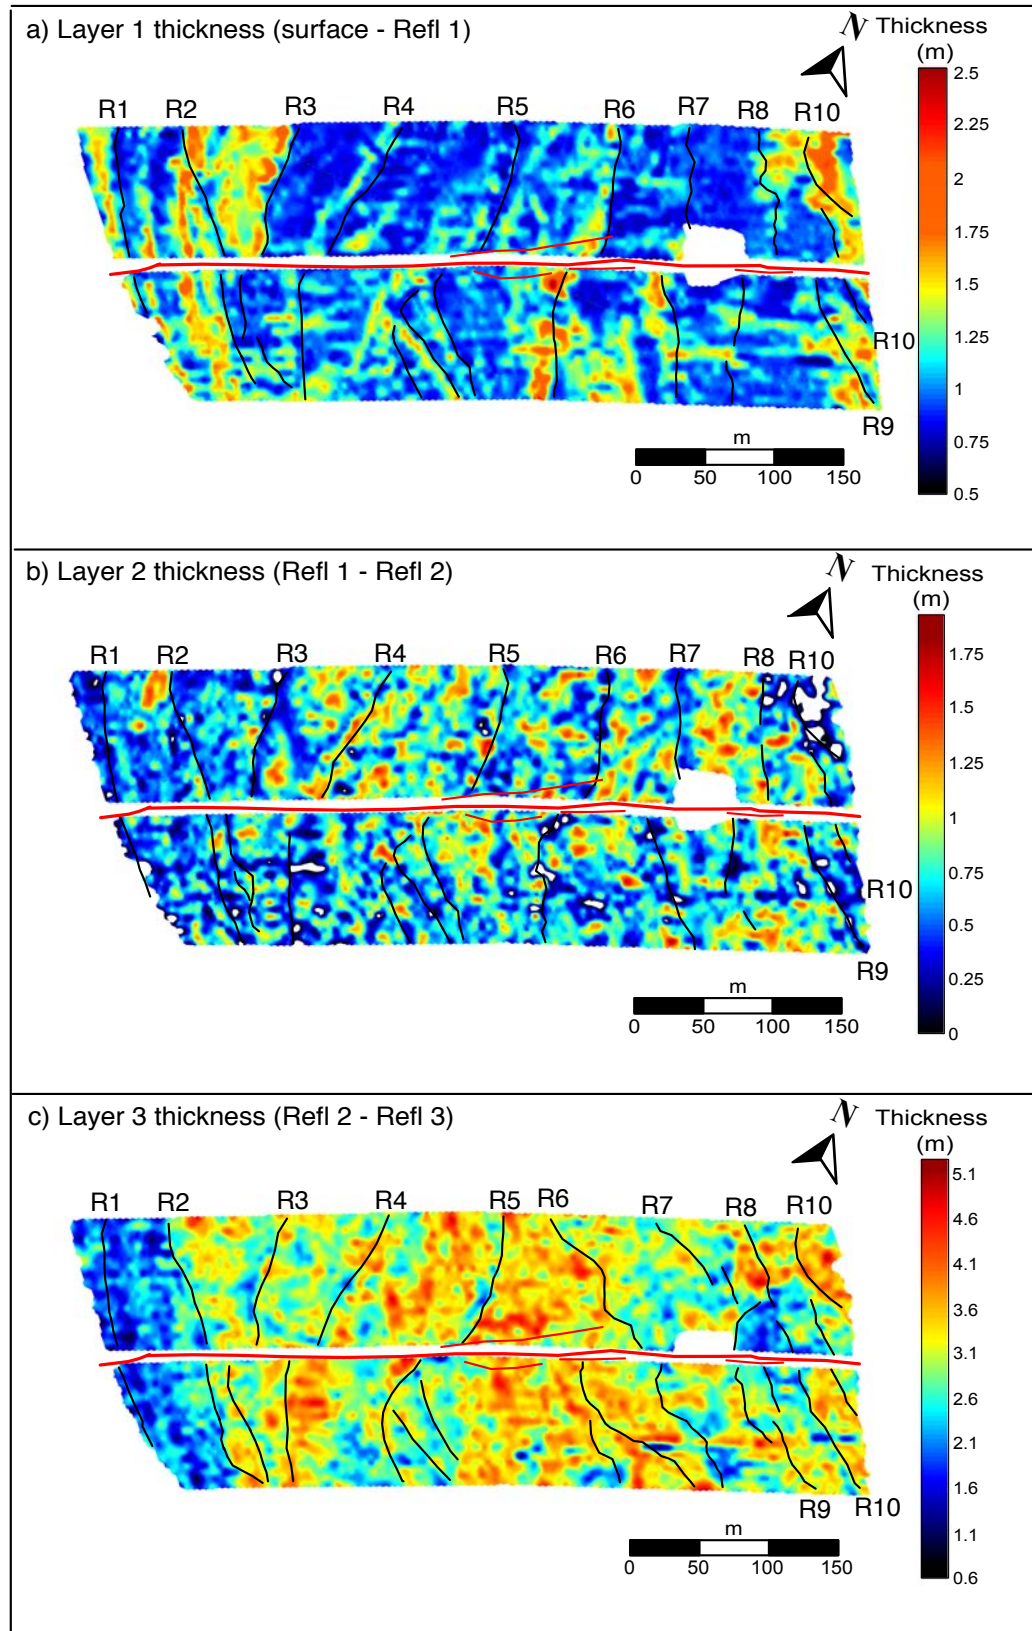 a) Layer 1 thickness (surface - Refl 1)
N Thickness
(m)
R1 R2 R3 R4 R5 R6 R7 R8 R10
2.5
2.25
2
1.75
1.5
1.25
1
0.75
0.5
R10
R9
m
0 50 100 150
b) Layer 2 thickness (Refl 1 - Refl 2)
N Thickness
(m)
R1 R2 R3 R4 R5 R6 R7 R8 R10
1.75
1.5
1.25
1
0.75
0.5
0.25
0
R10
R9
m
0 50 100 150
c) Layer 3 thickness (Refl 2 - Refl 3)
N Thickness
(m)
R1 R2 R3 R4 R5 R6 R7 R8 R10
5.1
4.6
4.1
3.6
3.1
2.6
2.1
1.6
1.1
0.6
R9 R10
m
0 50 100 150